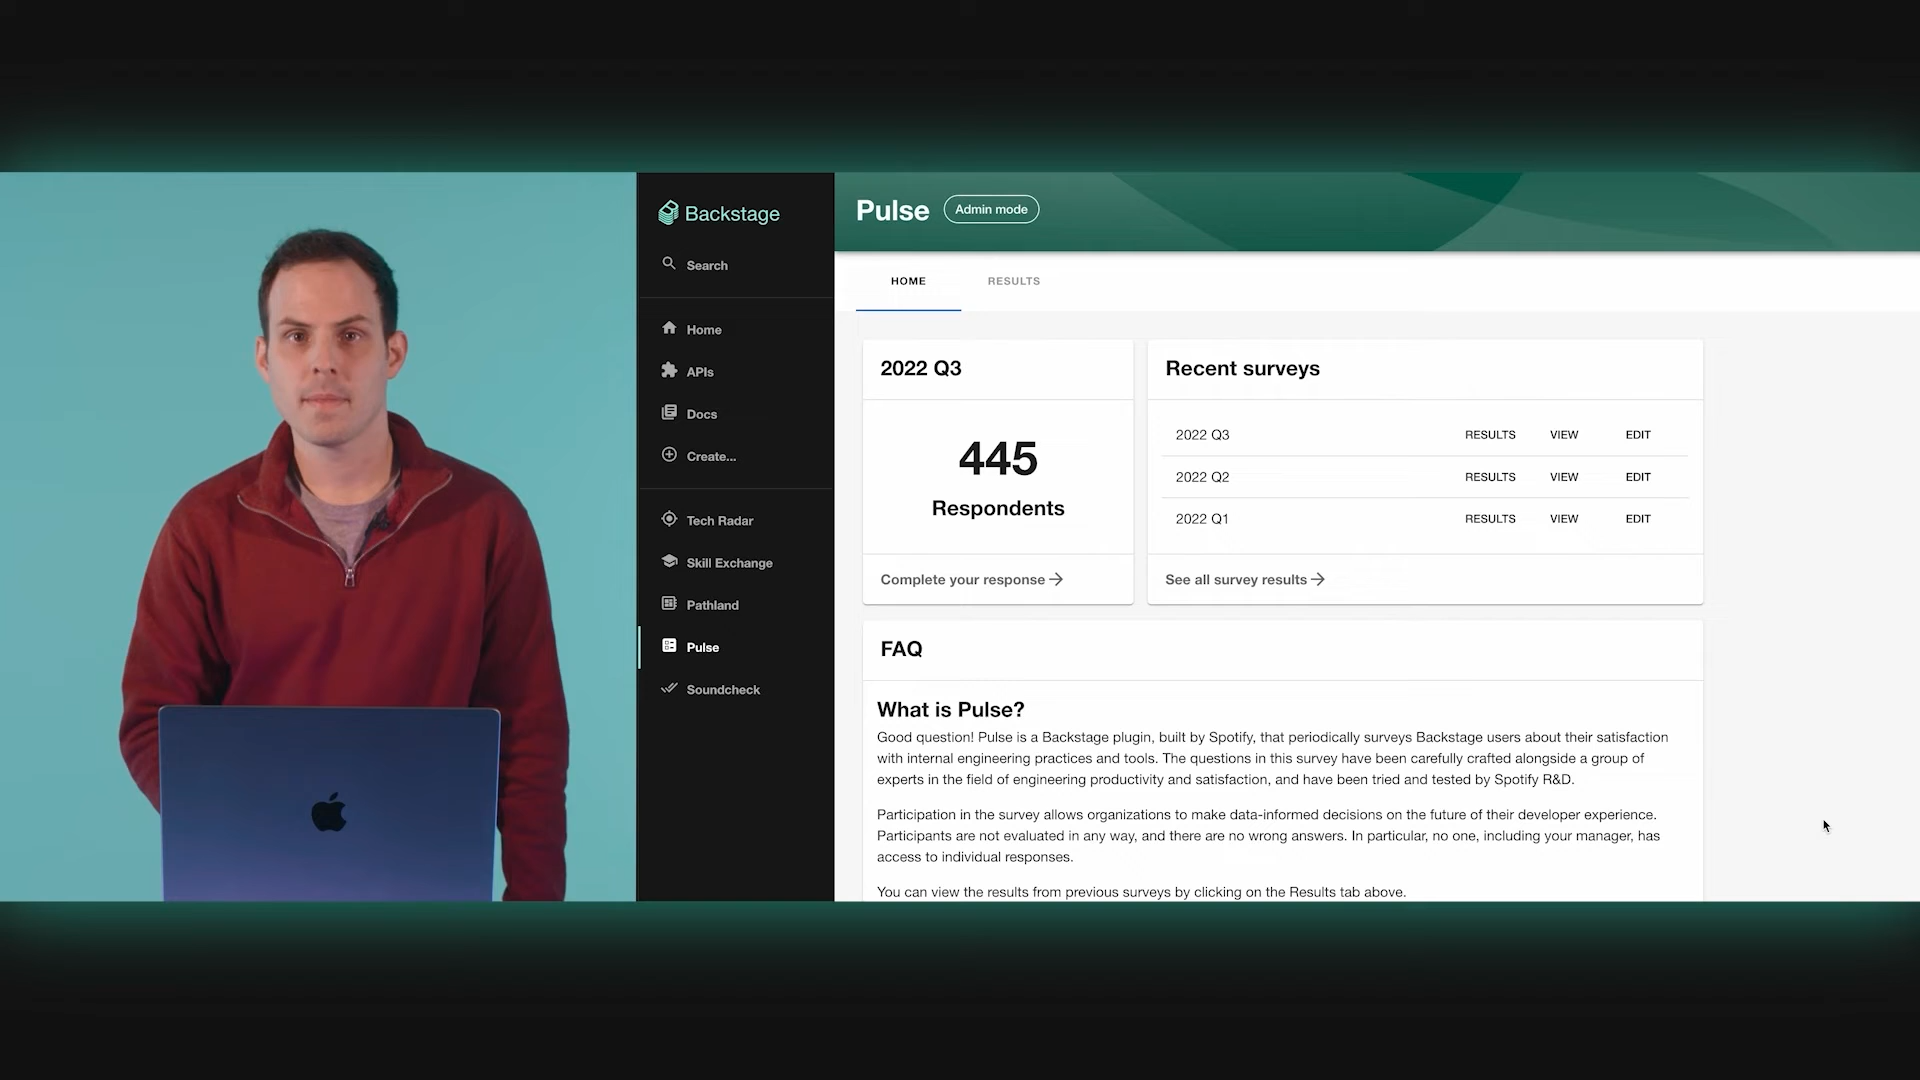 Backstage
Search
Home
APIs
Docs
Create...
Tech Radar
Skill Exchange
Pathland
Pulse
Soundcheck
Pulse
Admin mode
HOME RESULTS
2022 Q3
445
Respondents
Complete your response →
Recent surveys
2022 Q3 RESULTS VIEW EDIT
2022 Q2 RESULTS VIEW EDIT
2022 Q1 RESULTS VIEW EDIT
See all survey results →
FAQ
What is Pulse?
Good question! Pulse is a Backstage plugin, built by Spotify, that periodically surveys Backstage users about their satisfaction
with internal engineering practices and tools. The questions in this survey have been carefully crafted alongside a group of
experts in the field of engineering productivity and satisfaction, and have been tried and tested by Spotify R&D.
Participation in the survey allows organizations to make data-informed decisions on the future of their developer experience.
Participants are not evaluated in any way, and there are no wrong answers. In particular, no one, including your manager, has
access to individual responses.
You can view the results from previous surveys by clicking on the Results tab above.